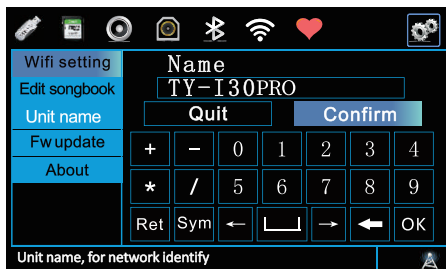 Wifi setting
Edit songbook
Unit name
Fw update
About
Name
TY-I30PRO
Quit Confirm
+ - 0 1 2 3 4
* / 5 6 7 8 9
Ret Sym ← → ← OK
Unit name, for network identify